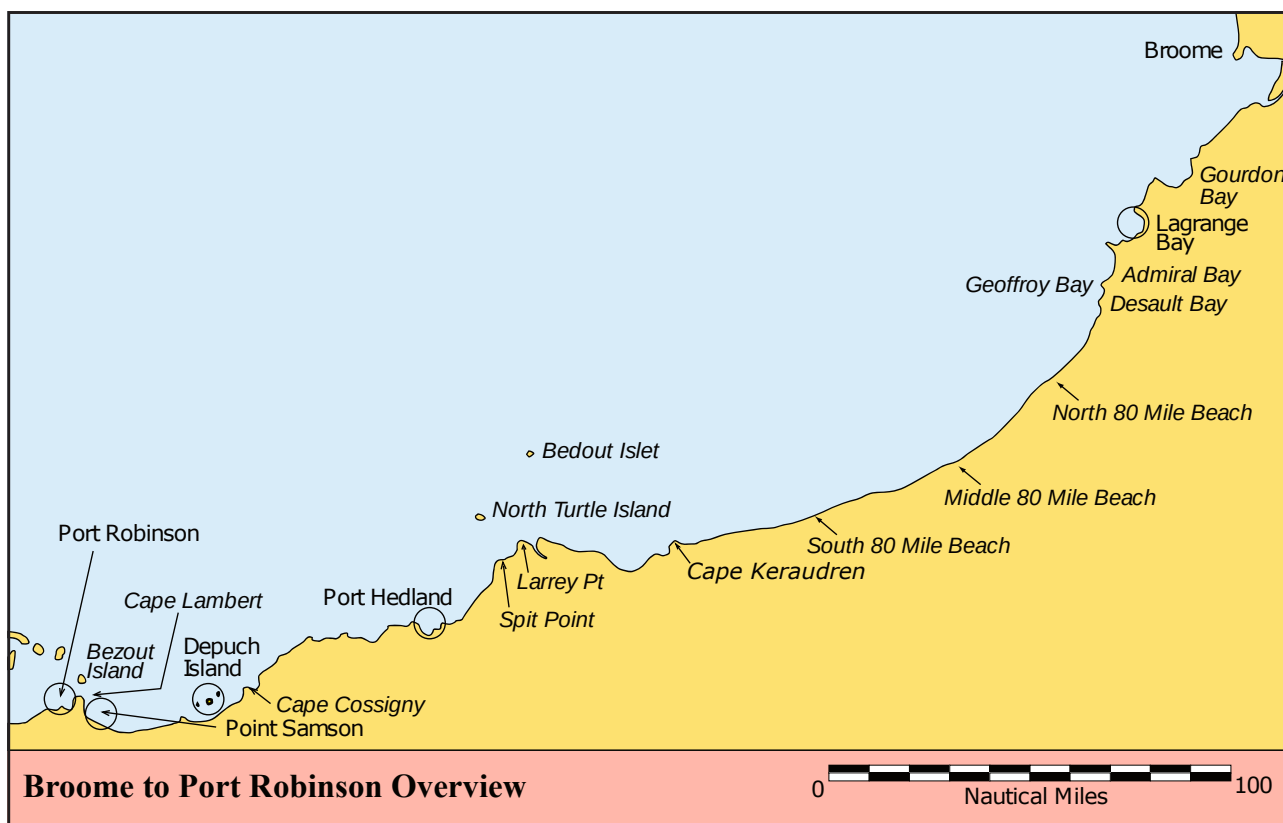 Broome
Gourdon
Bay
Lagrange
Bay
Admiral Bay
Geoffroy Bay
Desault Bay
North 80 Mile Beach
Bedout Islet
Middle 80 Mile Beach
North Turtle Island
Port Robinson
South 80 Mile Beach
Cape Keraudren
Larrey Pt
Port Hedland
Cape Lambert
Spit Point
Bezout
Island
Depuch
Island
Cape Cossigny
Point Samson
Broome to Port Robinson Overview
0
100
Nautical Miles